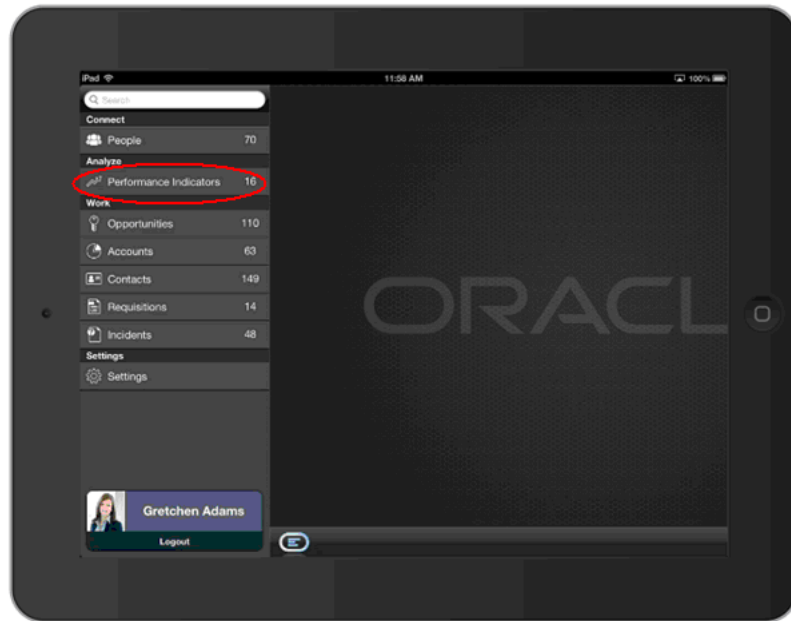 iPad 11:58 AM 100%
Search
Connect
People 70
Analyze
Performance Indicators 16
Work
Opportunities 110
Accounts 63
Contacts 149
Requisitions 14
Incidents 48
Settings
Settings
ORACL
Gretchen Adams
Logout